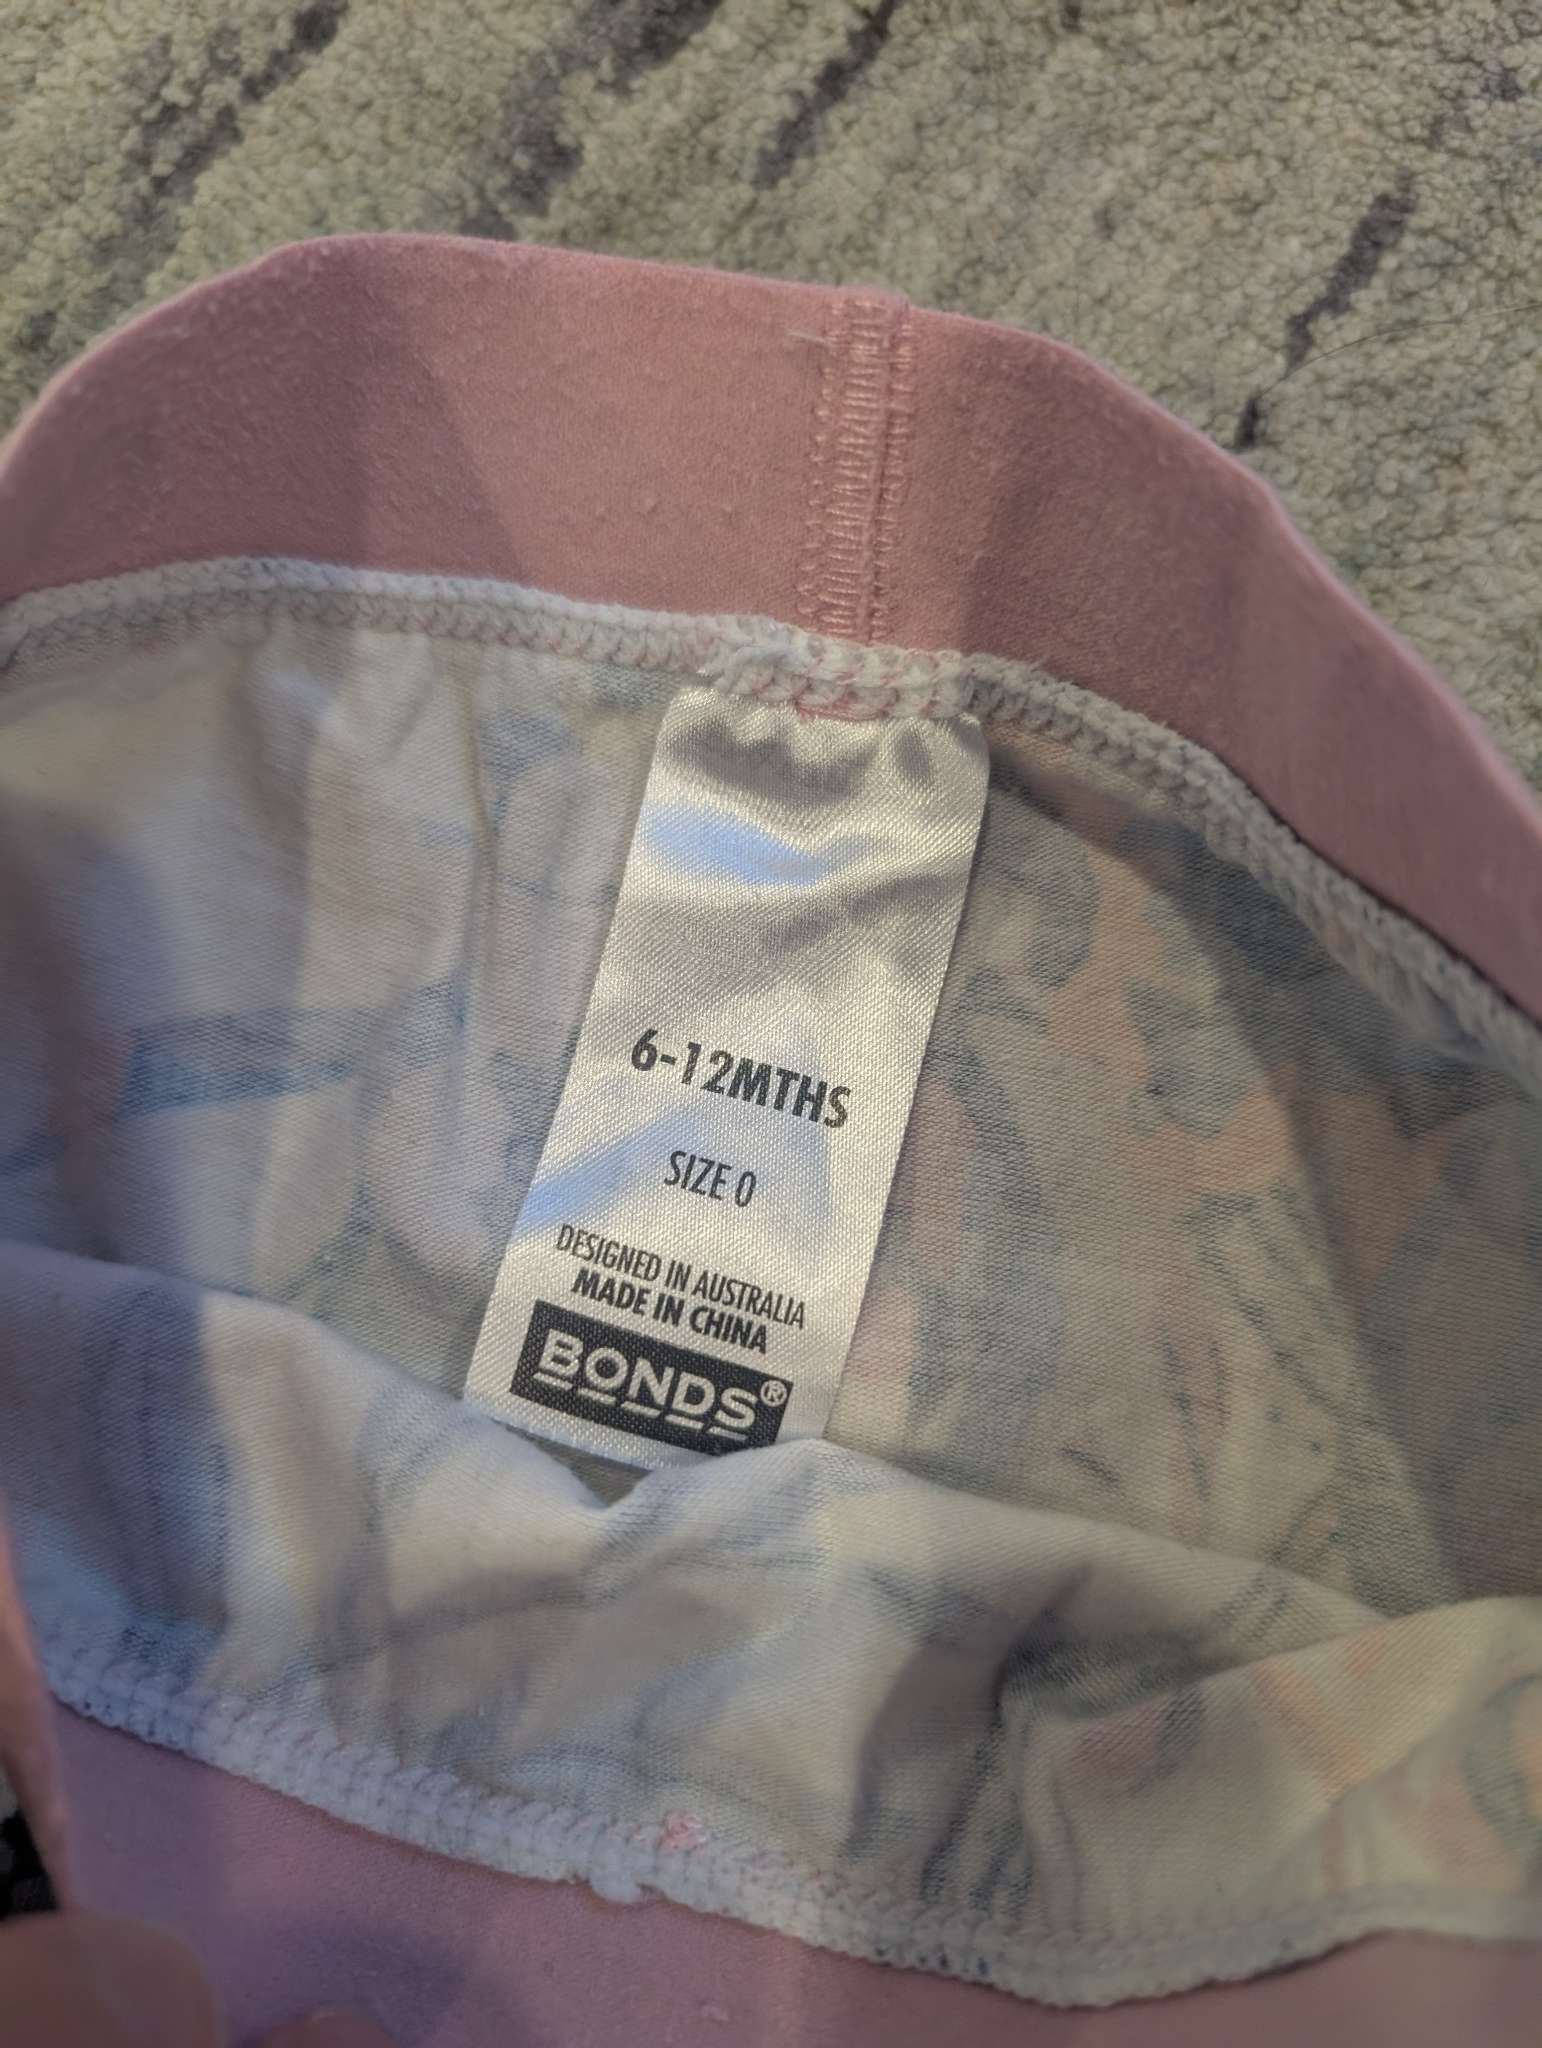 6-12MTHS
SIZE 0
DESIGNED IN AUSTRALIA
MADE IN CHINA
BONDS®